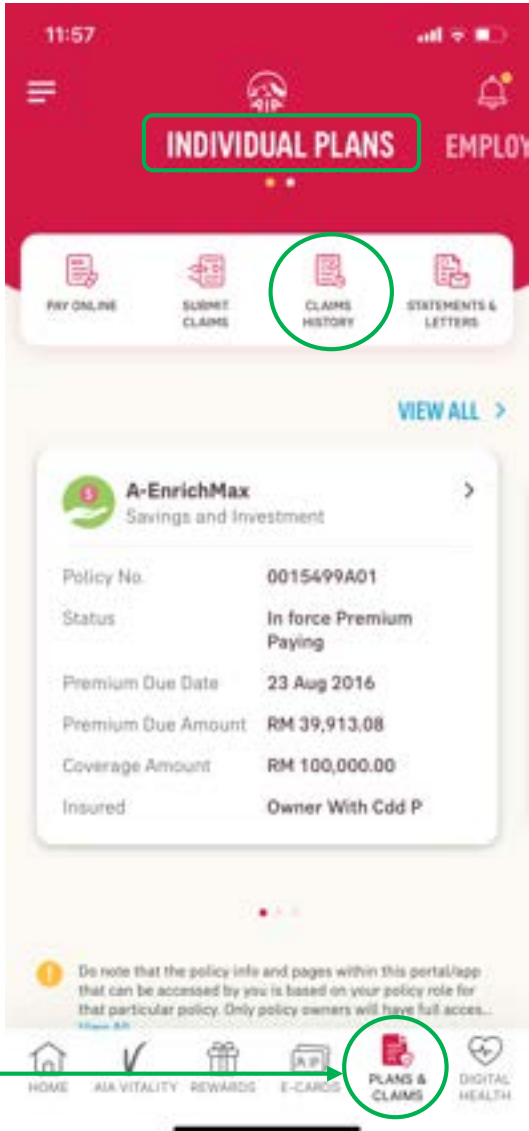 11:57
AIA
INDIVIDUAL PLANS EMPLOY
PAY ONLINE
SUBMIT
CLAIMS
CLAIMS
HISTORY
STATEMENTS &
LETTERS
VIEW ALL >
A-EnrichMax >
Savings and Investment
Policy No. 0015499A01
Status In force Premium
Paying
Premium Due Date 23 Aug 2016
Premium Due Amount RM 39,913.08
Coverage Amount RM 100,000.00
Insured Owner With Cdd P
Do note that the policy info and pages within this portal/app
that can be accessed by you is based on your policy role for
that particular policy. Only policy owners will have full acces...
View All
HOME
AIA VITALITY
REWARDS
E-CARDS
PLANS &
CLAIMS
DIGITAL
HEALTH